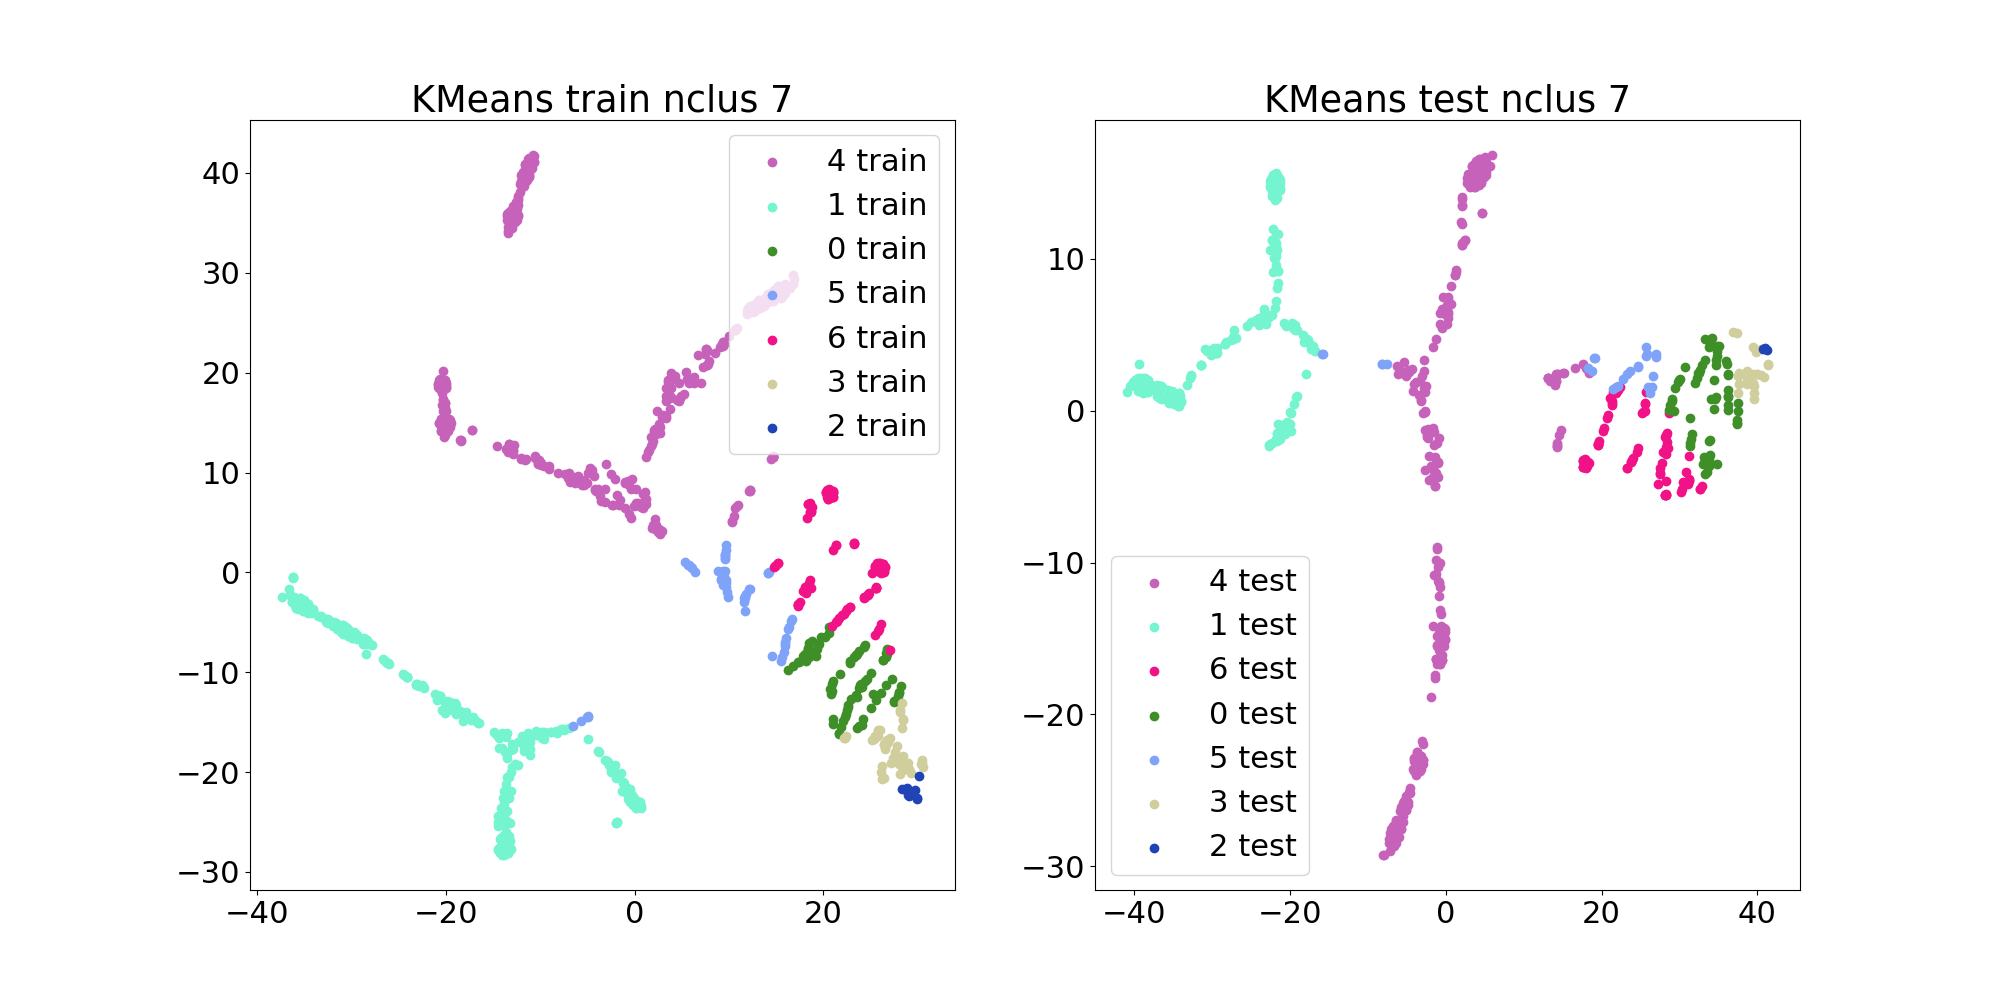 KMeans train nclus 7
40
30
20
10
0
−10
−20
−30
−40
−20
0
20
4 train
1 train
0 train
5 train
6 train
3 train
2 train
KMeans test nclus 7
10
0
−10
−20
−30
−40
−20
0
20
40
4 test
1 test
6 test
0 test
5 test
3 test
2 test